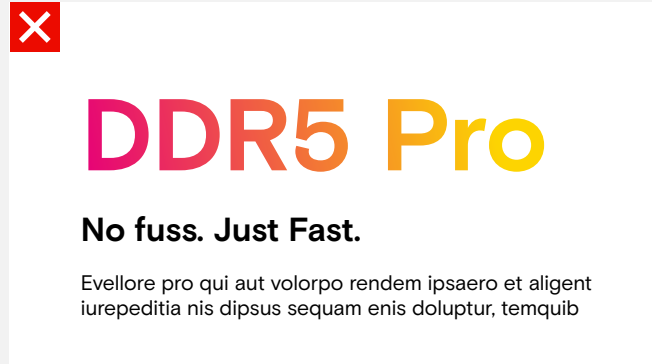 DDR5 Pro
No fuss. Just Fast.
Evellore pro qui aut volorpo rendem ipsaero et aligent
iurepeditia nis dipsus sequam enis doluptur, temquib